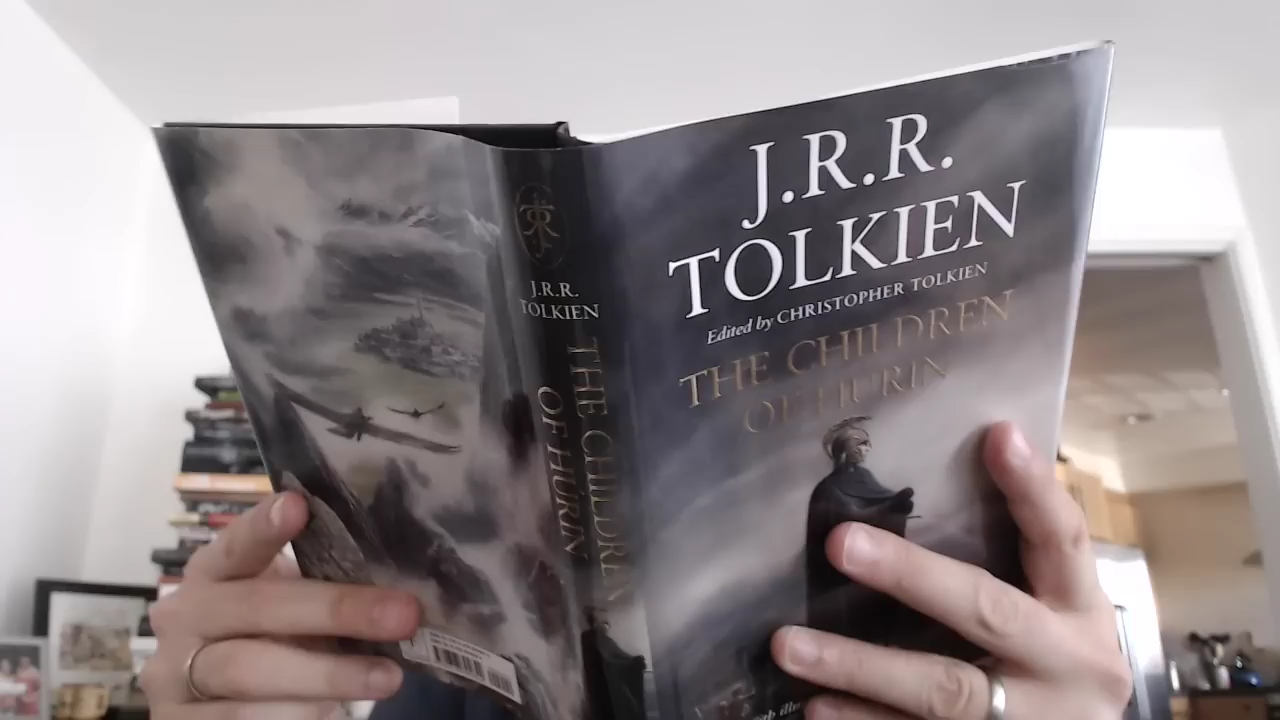 J.R.R.
TOLKIEN
THE CHILDREN
OF HÚRIN
J.R.R.
TOLKIEN
Edited by CHRISTOPHER TOLKIEN
THE CHILDREN
OF HÚRIN